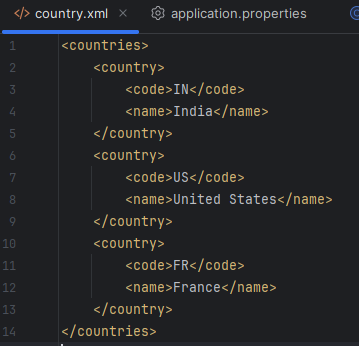 country.xml application.properties
1 <countries>
2 <country>
3 <code>IN</code>
4 <name>India</name>
5 </country>
6 <country>
7 <code>US</code>
8 <name>United States</name>
9 </country>
10 <country>
11 <code>FR</code>
12 <name>France</name>
13 </country>
14 </countries>